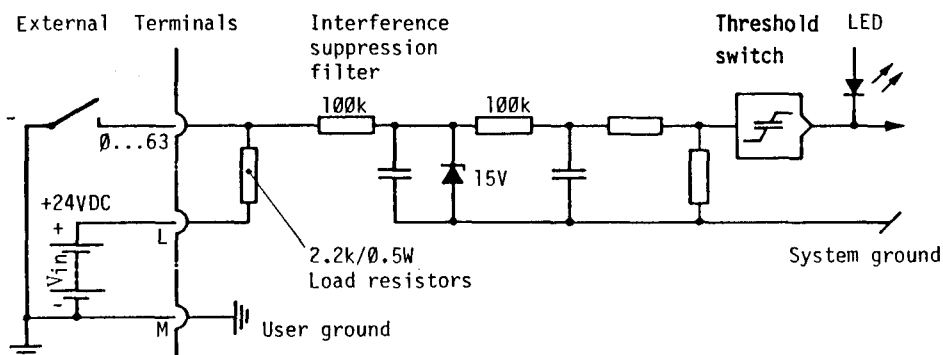 External Terminals
Interference
suppression
filter
Threshold
switch
LED
100k
100k
0...63
15V
+24VDC
+
L
Vin
-
2.2k/0.5W
Load resistors
System ground
M
User ground